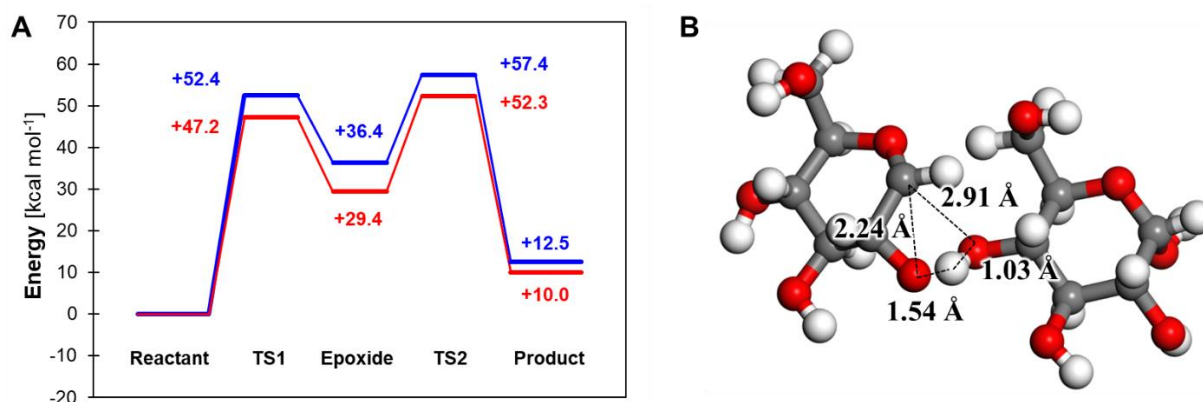 A
Energy [kcal mol⁻¹]
70
60
50
40
30
20
10
0
-10
-20
+52.4
+47.2
+36.4
+29.4
+57.4
+52.3
+12.5
+10.0
Reactant TS1 Epoxide TS2 Product
B
2.91 Å
2.24 Å
1.03 Å
1.54 Å